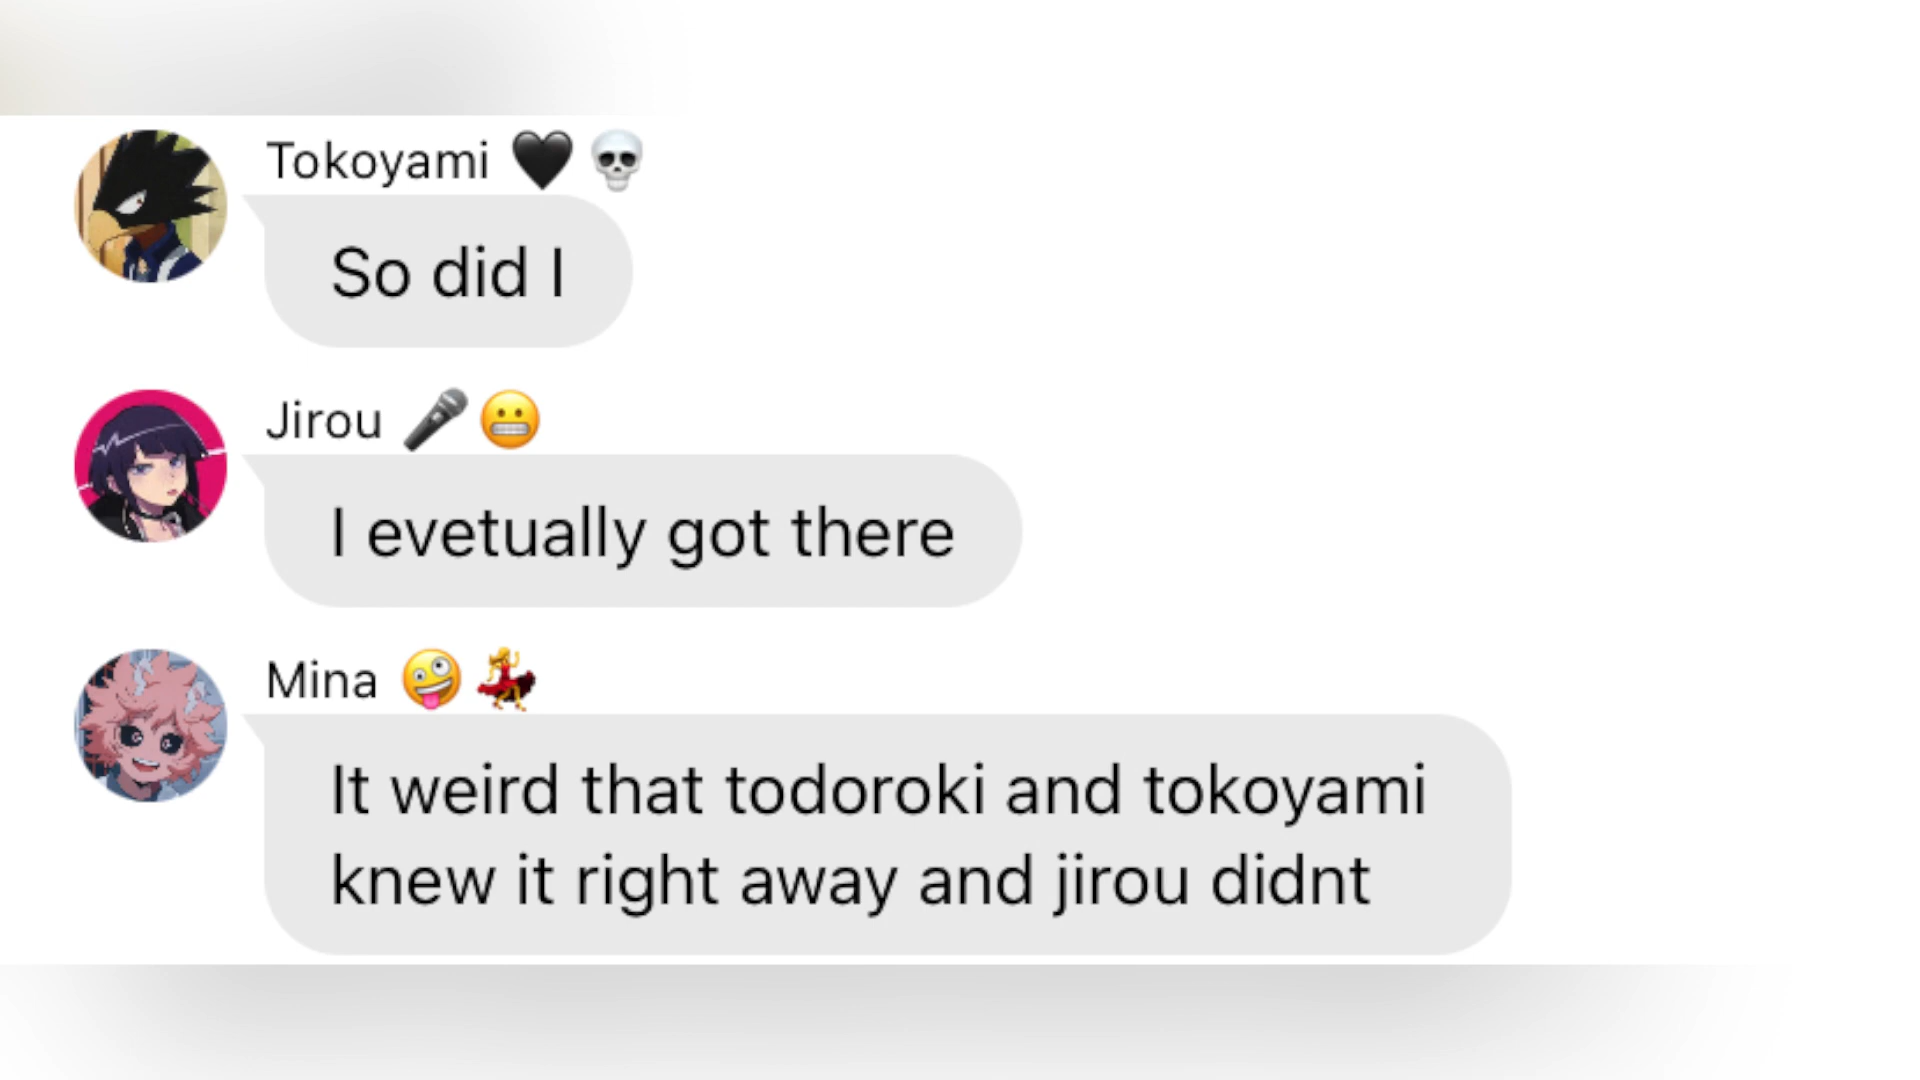 Tokoyami 🖤 💀
So did I
Jirou 🎤 😬
I evetually got there
Mina 🤪 💃
It weird that todoroki and tokoyami
knew it right away and jirou didnt